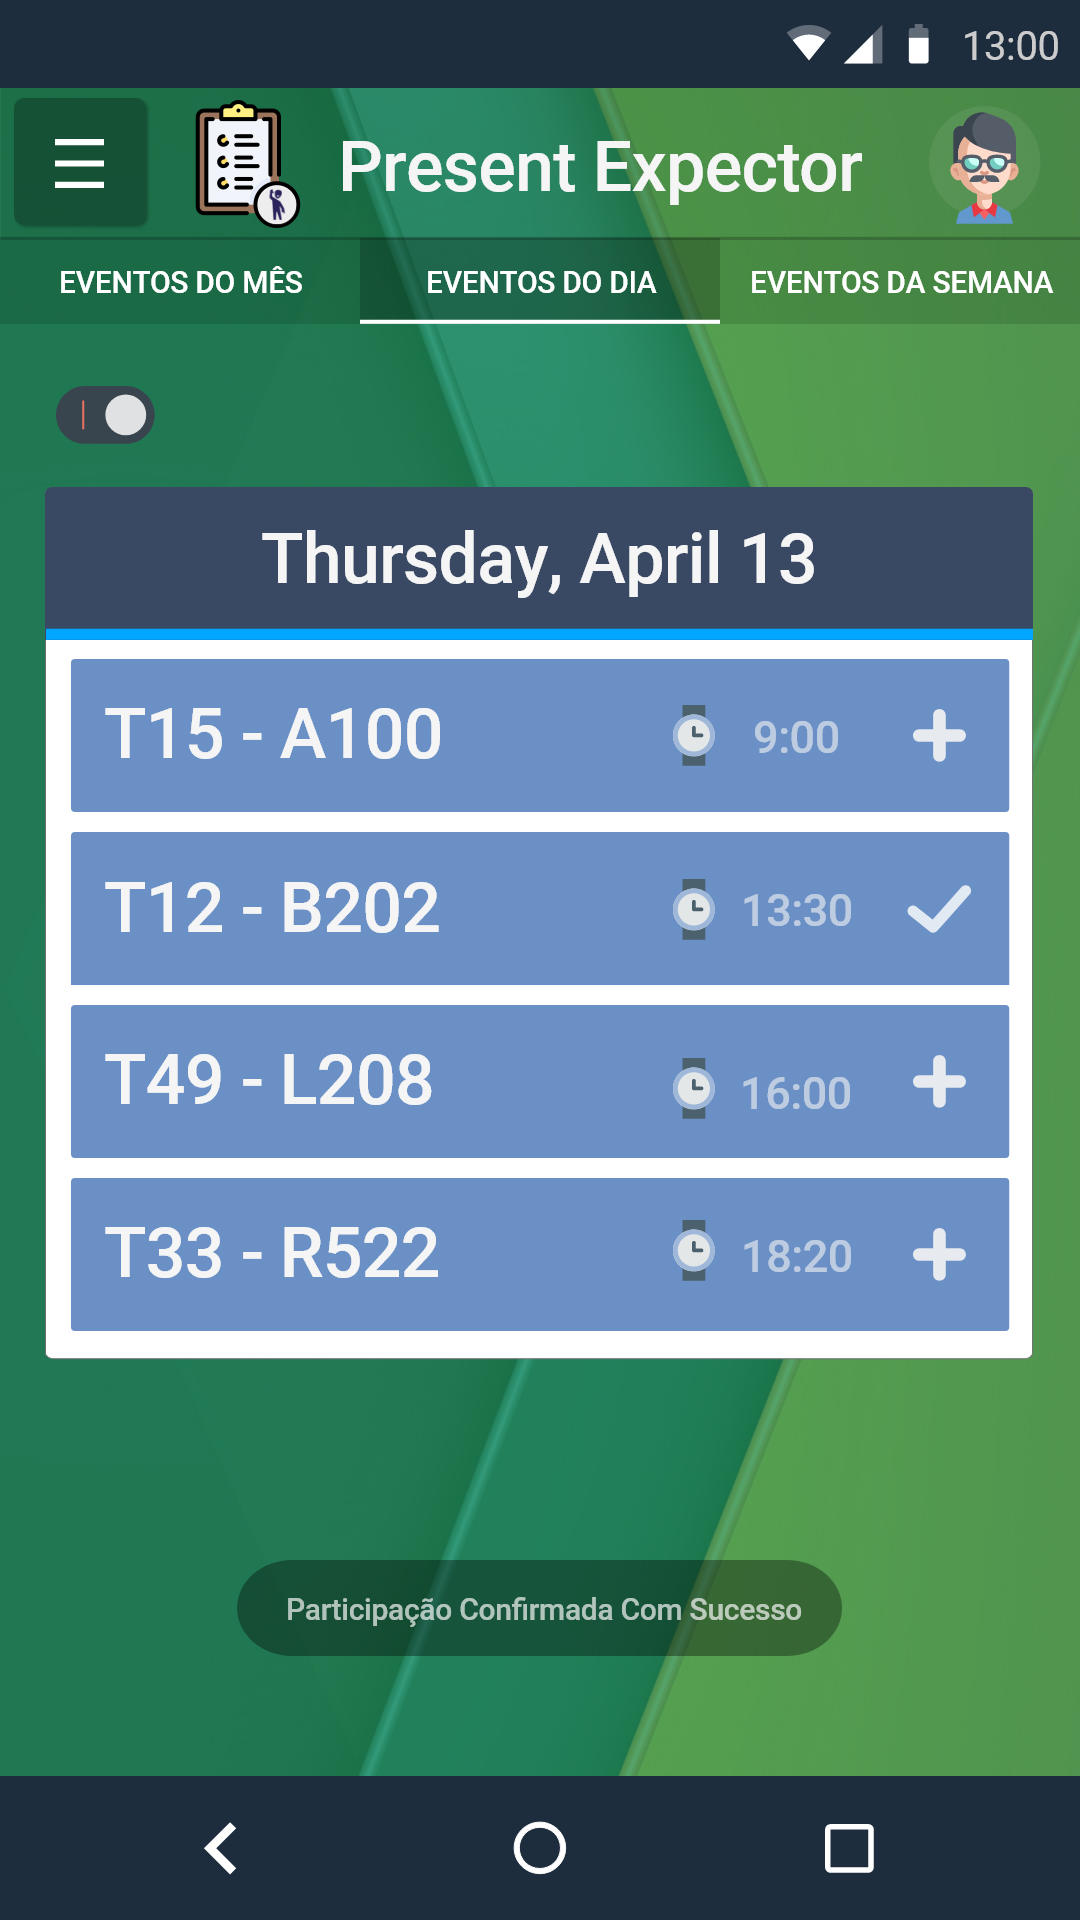 13:00
Present Expector
EVENTOS DO MÊS
EVENTOS DO DIA
EVENTOS DA SEMANA
Thursday, April 13
T15 - A100
9:00
T12 - B202
13:30
T49 - L208
16:00
T33 - R522
18:20
Participação Confirmada Com Sucesso